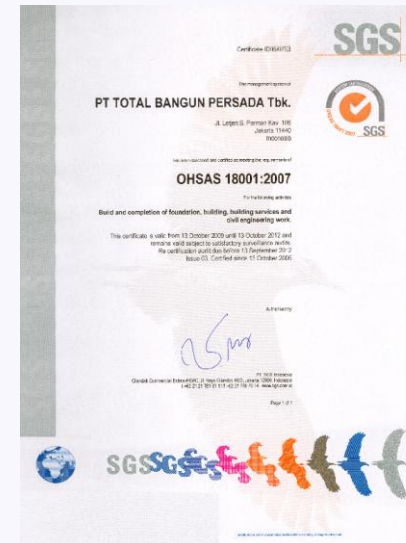 SGS
Certificate
The management system of
PT TOTAL BANGUN PERSADA Tbk.
Jl. Letjen S. Parman Kav. 106
Jakarta 11440
Indonesia
has been assessed and certified as meeting the requirements of
OHSAS 18001:2007
For the following activities
Build and completion of foundation, building, building services and
civil engineering work.
This certificate is valid from 13 October 2009 until 13 October 2012 and
remains valid subject to satisfactory surveillance audits.
Re certification audit due before 13 September 2012
Issue 03. Certified since 13 October 2006
Authorised by
SGS
Page 1 of 1
SGS SGS SGS